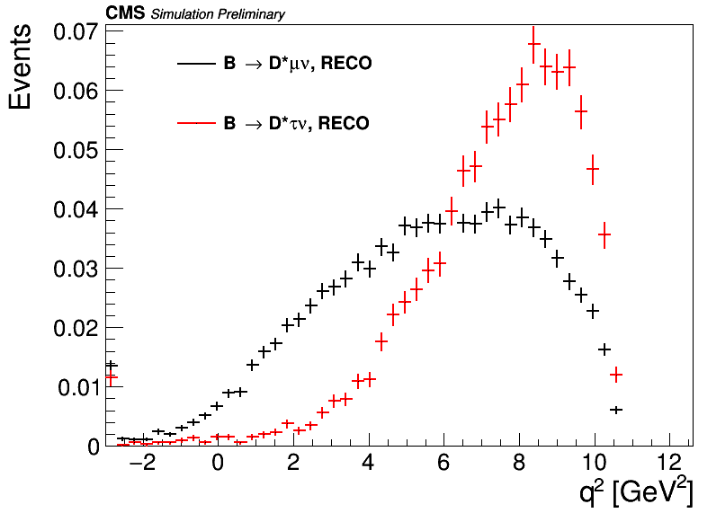 CMS Simulation Preliminary
Events
B → D*μν, RECO
B → D*τν, RECO
0.07
0.06
0.05
0.04
0.03
0.02
0.01
0
−2 0 2 4 6 8 10 12
q² [GeV²]